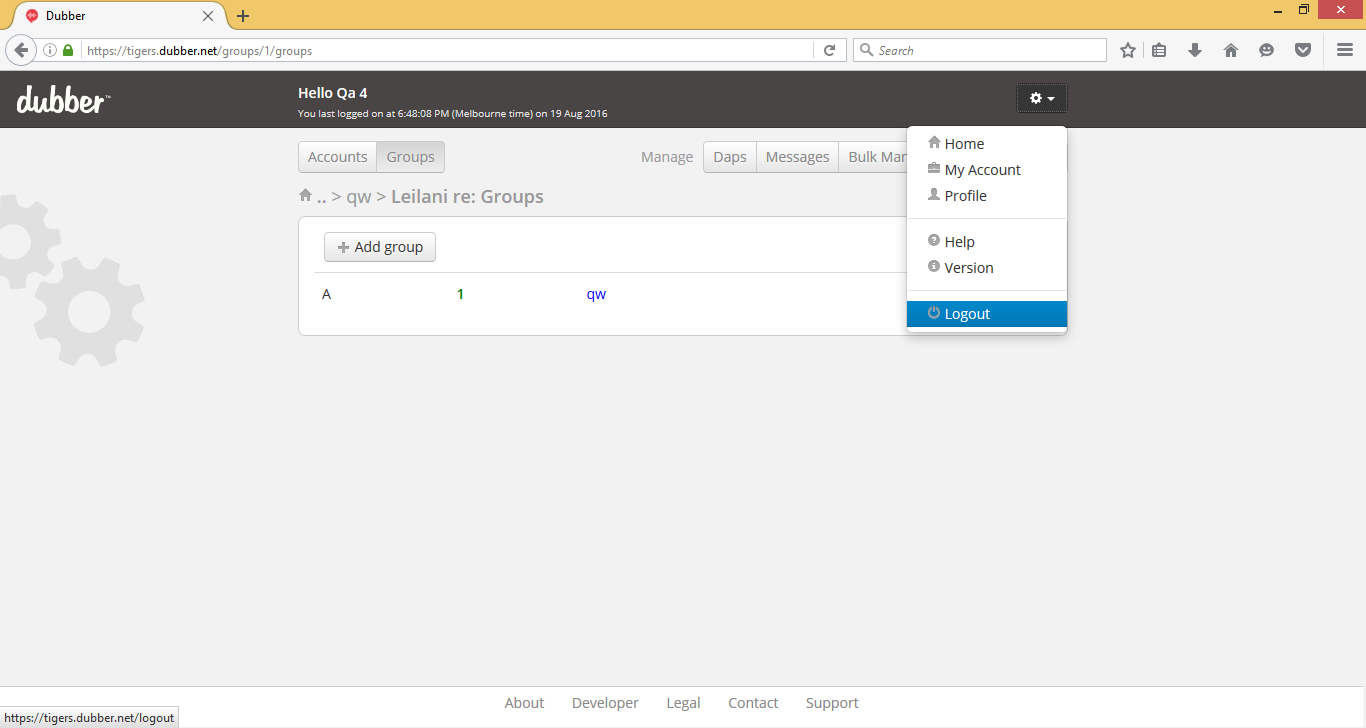 Dubber
https://tigers.dubber.net/groups/1/groups
Search
dubber™
Hello Qa 4
You last logged on at 6:48:08 PM (Melbourne time) on 19 Aug 2016
Accounts Groups Manage Daps Messages Bulk Mar
.. > qw > Leilani re: Groups
Add group
A 1 qw
Home
My Account
Profile
Help
Version
Logout
About Developer Legal Contact Support
https://tigers.dubber.net/logout